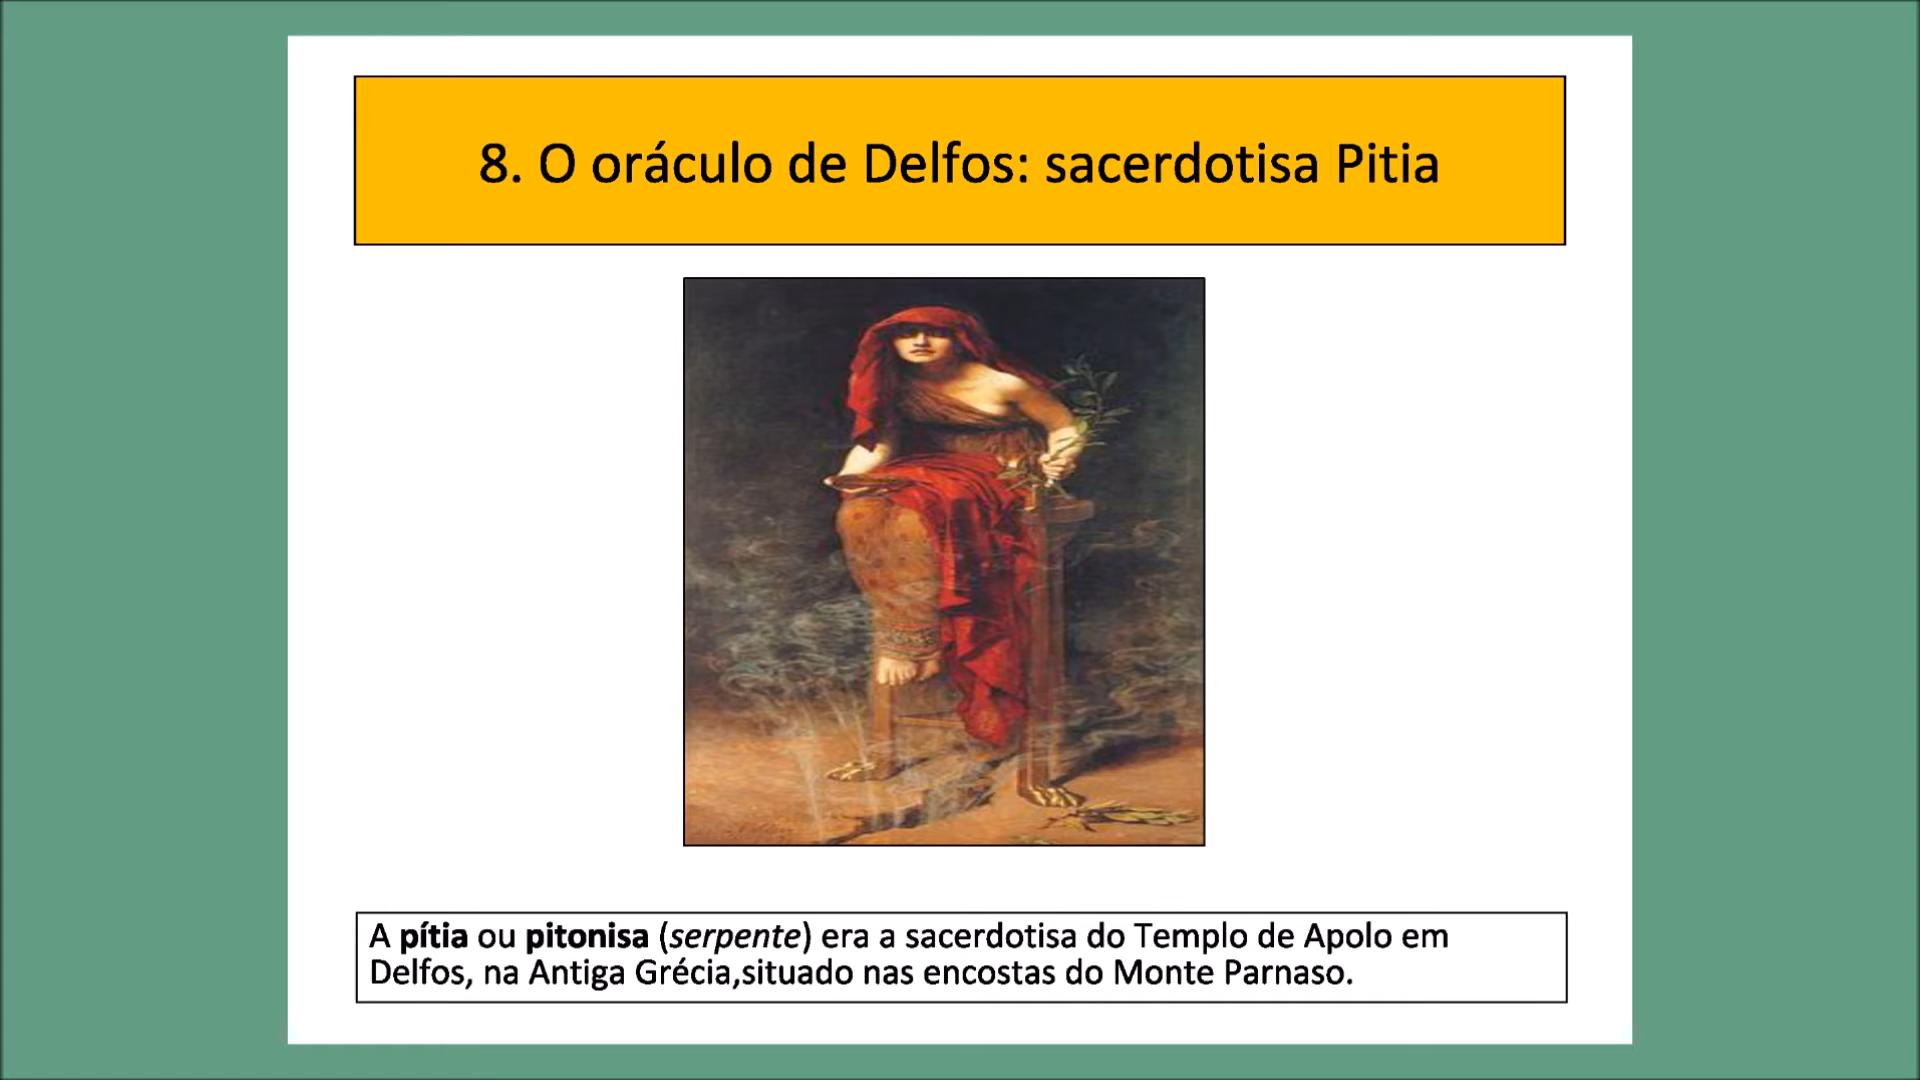 8. O oráculo de Delfos: sacerdotisa Pitia
A pítia ou pitonisa (serpente) era a sacerdotisa do Templo de Apolo em
Delfos, na Antiga Grécia,situado nas encostas do Monte Parnaso.